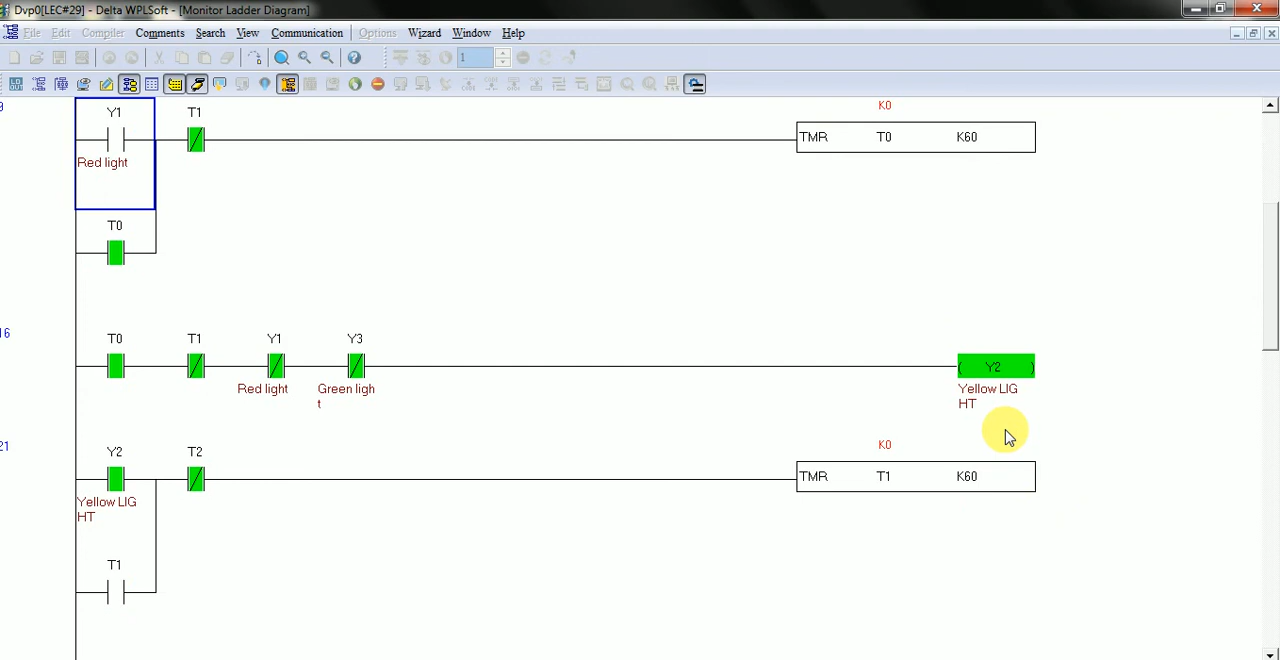 Dvp0[LEC#29] - Delta WPLSoft - [Monitor Ladder Diagram]
File Edit Compiler Comments Search View Communication Options Wizard Window Help
1
9
Y1 T1 K0
TMR T0 K60
Red light
T0
16
T0 T1 Y1 Y3
Y2
Red light Green ligh Yellow LIG
t HT
21
Y2 T2 K0
TMR T1 K60
Yellow LIG
HT
T1